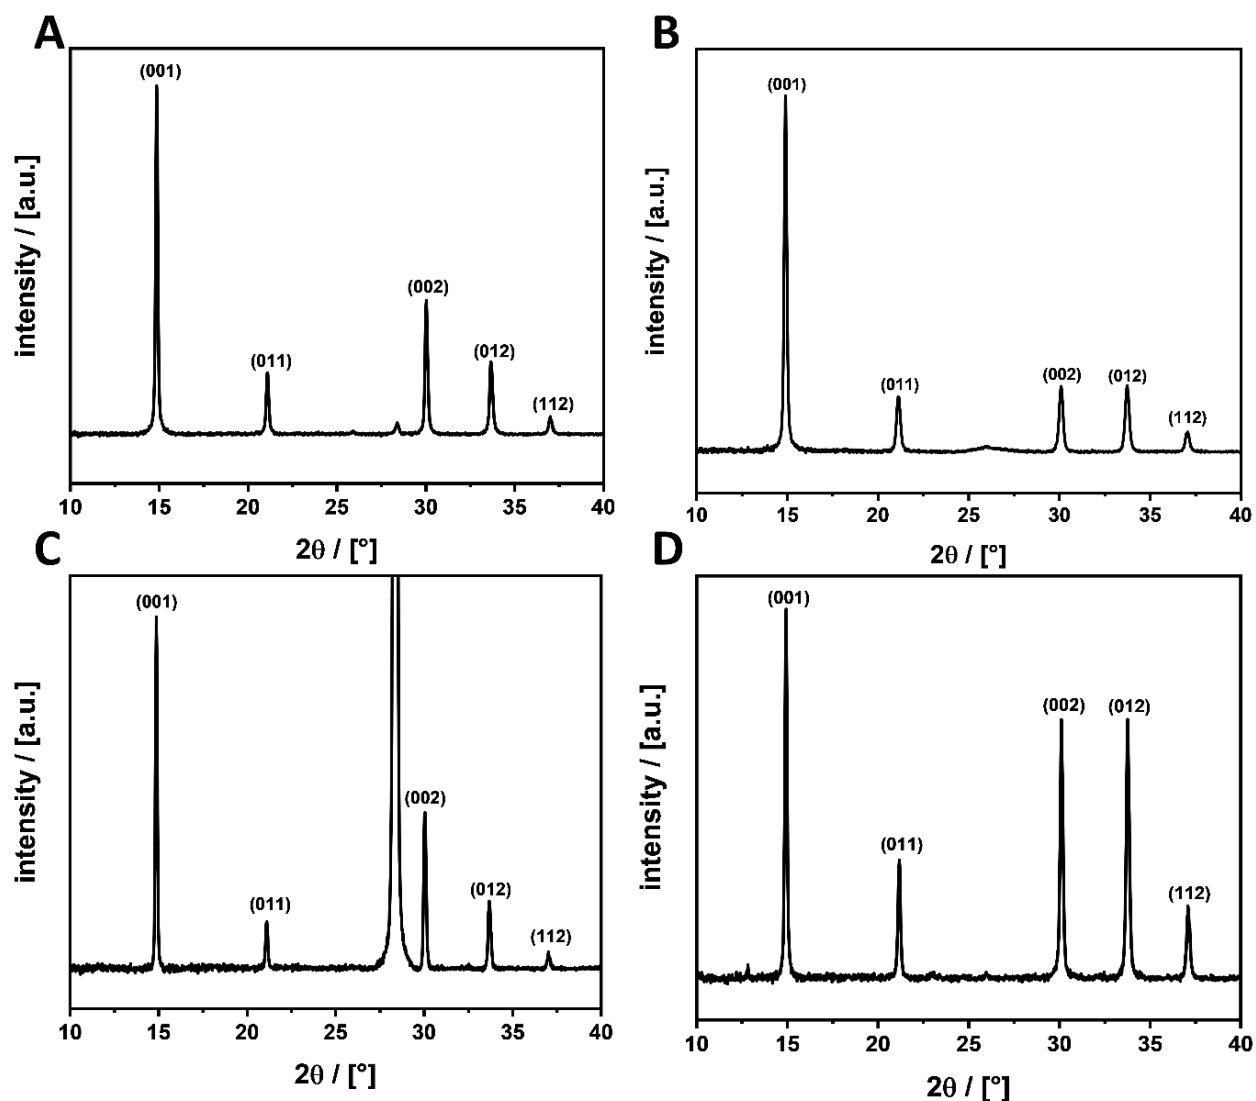 A
intensity / [a.u.]
(001)
(011)
(002)
(012)
(112)
10 15 20 25 30 35 40
2θ / [°]
B
intensity / [a.u.]
(001)
(011)
(002)
(012)
(112)
10 15 20 25 30 35 40
2θ / [°]
C
intensity / [a.u.]
(001)
(011)
(002)
(012)
(112)
10 15 20 25 30 35 40
2θ / [°]
D
intensity / [a.u.]
(001)
(011)
(002)
(012)
(112)
10 15 20 25 30 35 40
2θ / [°]